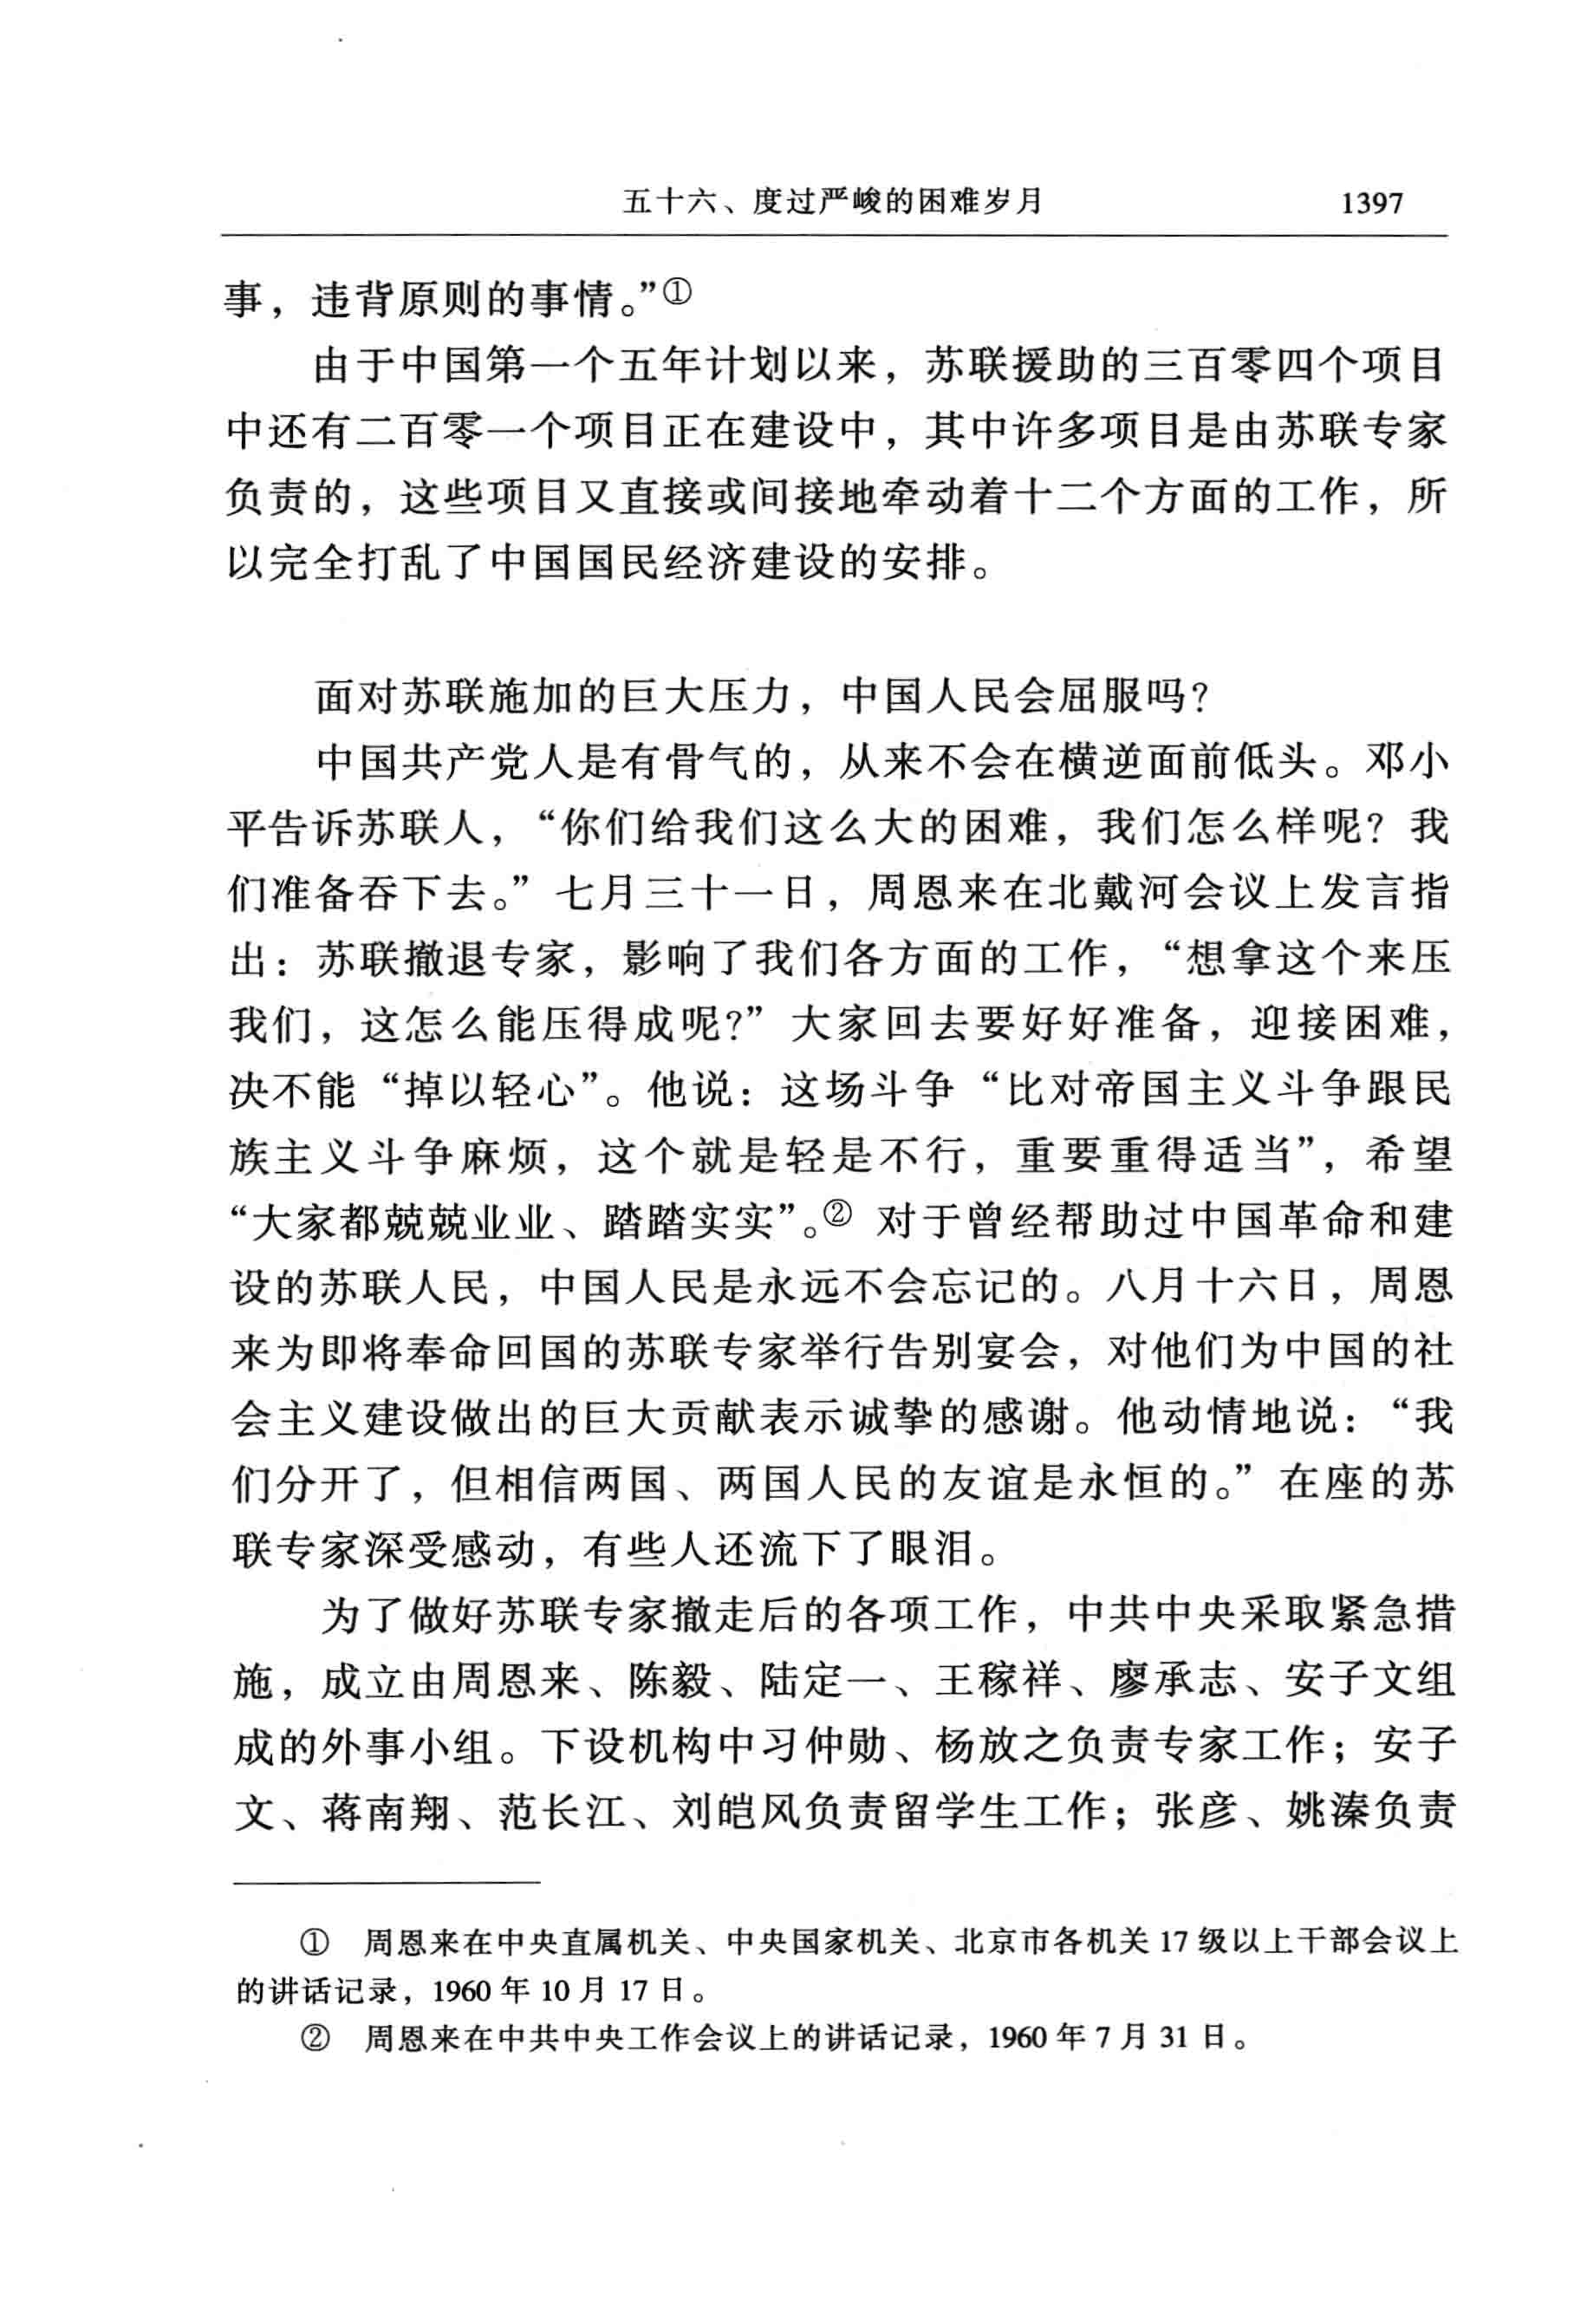 五十六、度过严峻的困难岁月 1397
事，违背原则的事情。”①
由于中国第一个五年计划以来，苏联援助的三百零四个项目
中还有二百零一个项目正在建设中，其中许多项目是由苏联专家
负责的，这些项目又直接或间接地牵动着十二个方面的工作，所
以完全打乱了中国国民经济建设的安排。
面对苏联施加的巨大压力，中国人民会屈服吗？
中国共产党人是有骨气的，从来不会在横逆面前低头。邓小
平告诉苏联人，“你们给我们这么大的困难，我们怎么样呢？我
们准备吞下去。”七月三十一日，周恩来在北戴河会议上发言指
出：苏联撤退专家，影响了我们各方面的工作，“想拿这个来压
我们，这怎么能压得成呢？”大家回去要好好准备，迎接困难，
决不能“掉以轻心”。他说：这场斗争“比对帝国主义斗争跟民
族主义斗争麻烦，这个就是轻是不行，重要重得适当”，希望
“大家都兢兢业业、踏踏实实”。② 对于曾经帮助过中国革命和建
设的苏联人民，中国人民是永远不会忘记的。八月十六日，周恩
来为即将奉命回国的苏联专家举行告别宴会，对他们为中国的社
会主义建设做出的巨大贡献表示诚挚的感谢。他动情地说：“我
们分开了，但相信两国、两国人民的友谊是永恒的。”在座的苏
联专家深受感动，有些人还流下了眼泪。
为了做好苏联专家撤走后的各项工作，中共中央采取紧急措
施，成立由周恩来、陈毅、陆定一、王稼祥、廖承志、安子文组
成的外事小组。下设机构中习仲勋、杨放之负责专家工作；安子
文、蒋南翔、范长江、刘皑风负责留学生工作；张彦、姚溱负责
① 周恩来在中央直属机关、中央国家机关、北京市各机关 17 级以上干部会议上
的讲话记录，1960 年 10 月 17 日。
② 周恩来在中共中央工作会议上的讲话记录，1960 年 7 月 31 日。